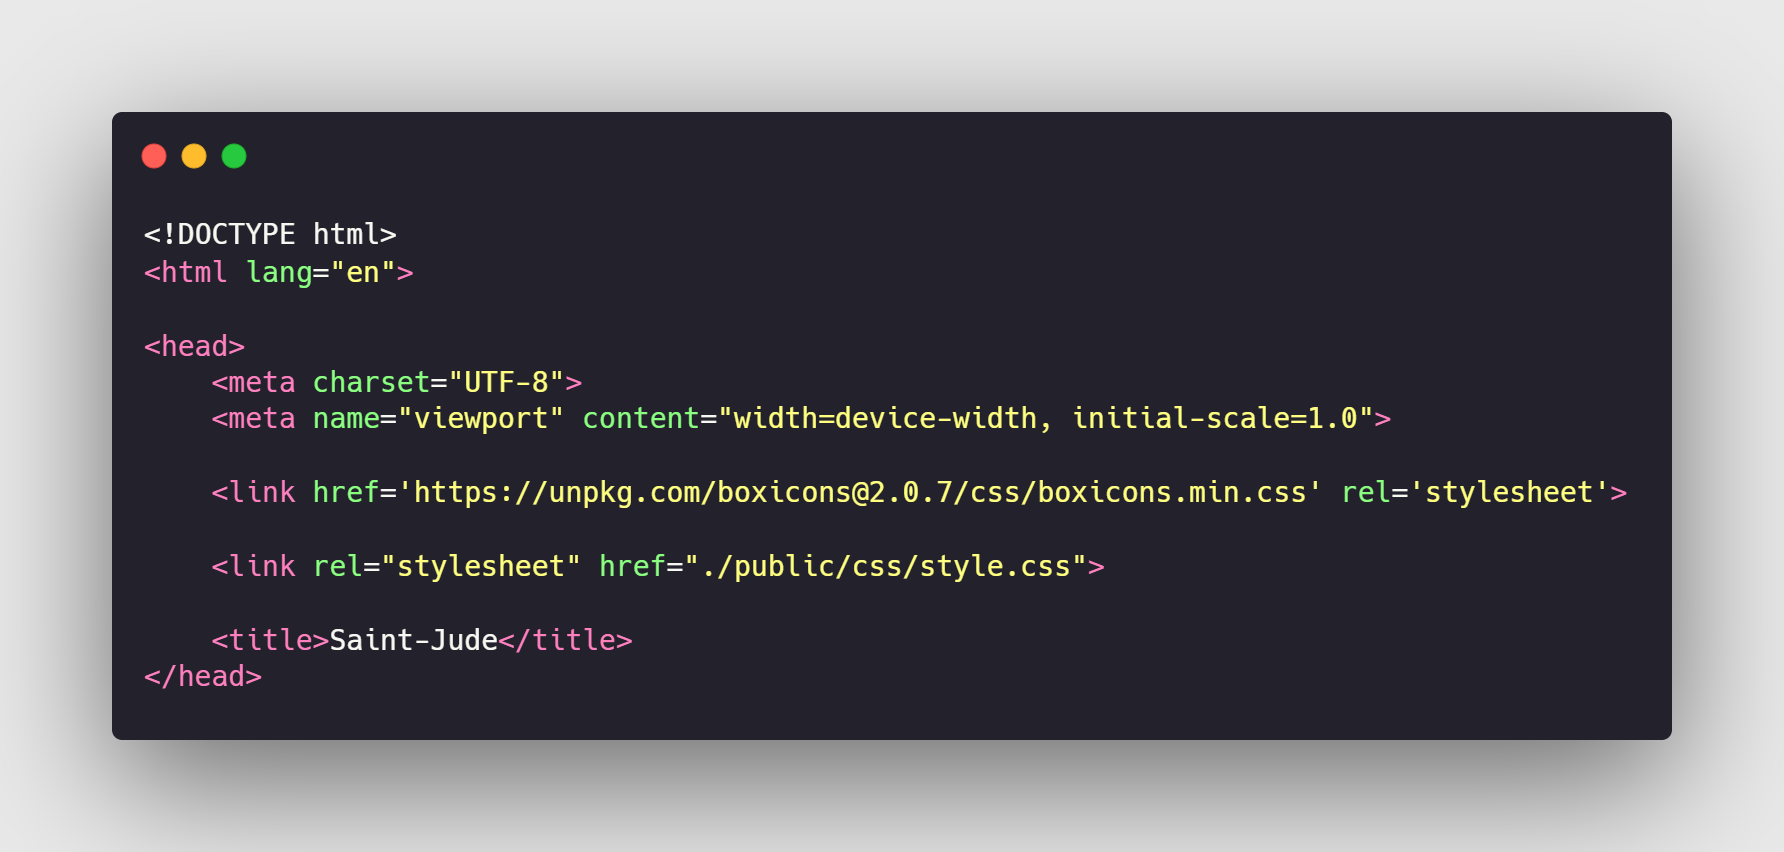 <!DOCTYPE html>
<html lang="en">
<head>
<meta charset="UTF-8">
<meta name="viewport" content="width=device-width, initial-scale=1.0">
<link href='https://unpkg.com/boxicons@2.0.7/css/boxicons.min.css' rel='stylesheet'>
<link rel="stylesheet" href="./public/css/style.css">
<title>Saint-Jude</title>
</head>